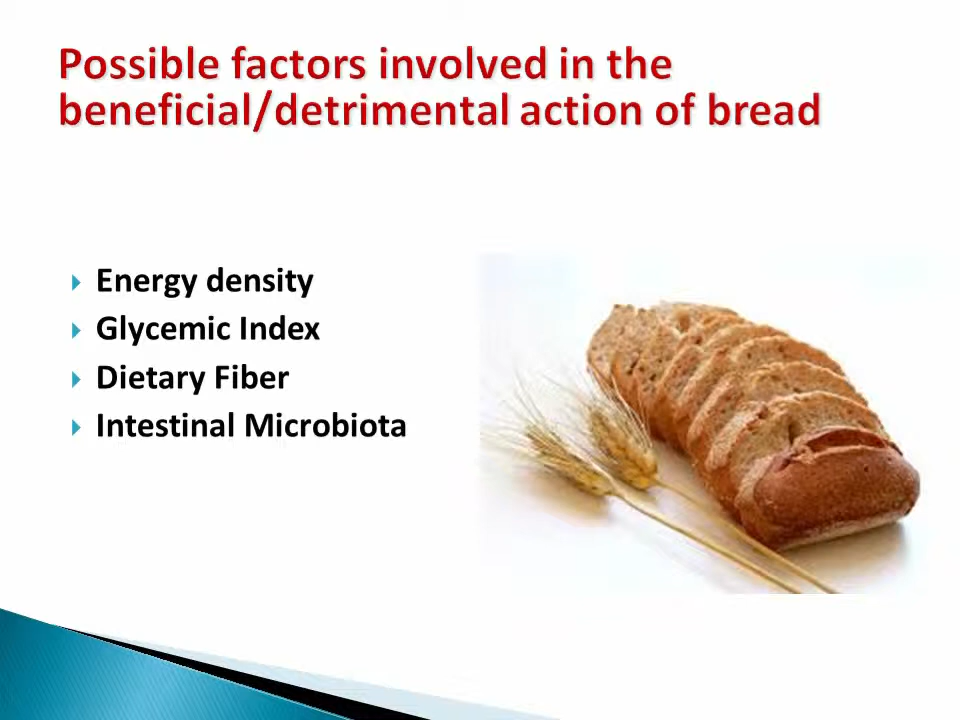 Possible factors involved in the
beneficial/detrimental action of bread
Energy density
Glycemic Index
Dietary Fiber
Intestinal Microbiota